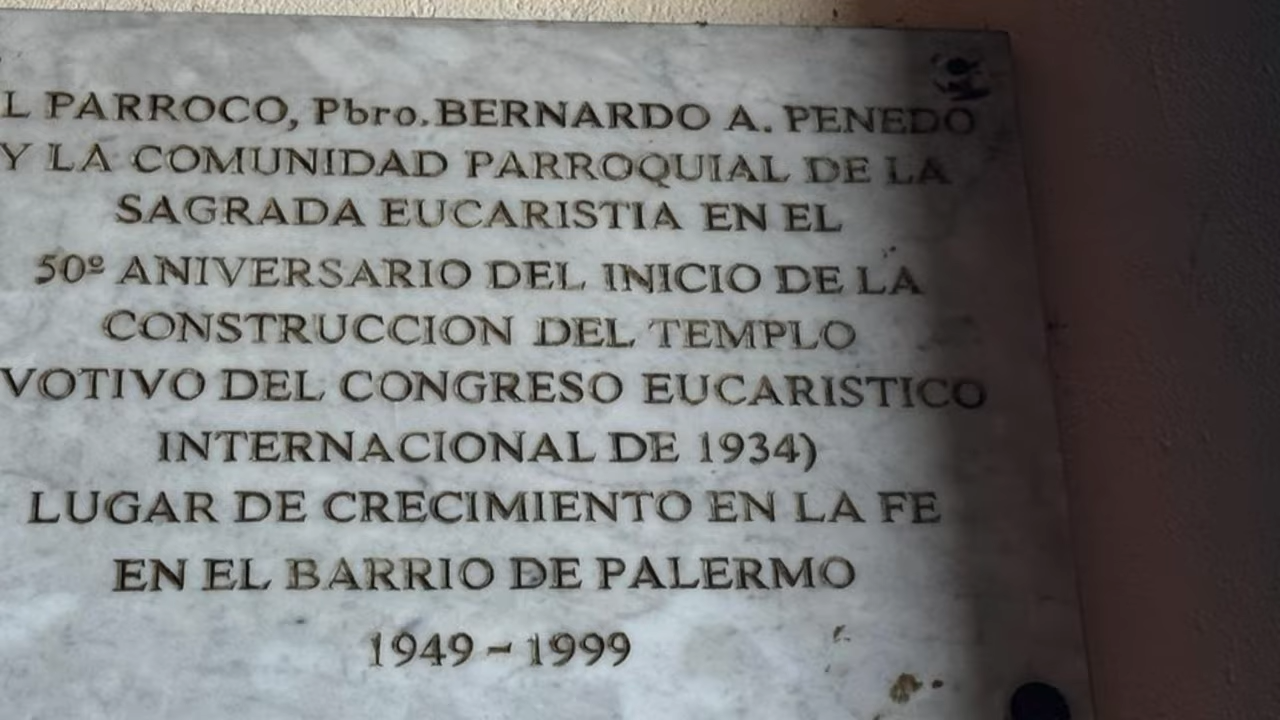 L PARROCO, Pbro. BERNARDO A. PENEDO
Y LA COMUNIDAD PARROQUIAL DE LA
SAGRADA EUCARISTIA EN EL
50º ANIVERSARIO DEL INICIO DE LA
CONSTRUCCION DEL TEMPLO
VOTIVO DEL CONGRESO EUCARISTICO
INTERNACIONAL DE 1934)
LUGAR DE CRECIMIENTO EN LA FE
EN EL BARRIO DE PALERMO
1949 - 1999